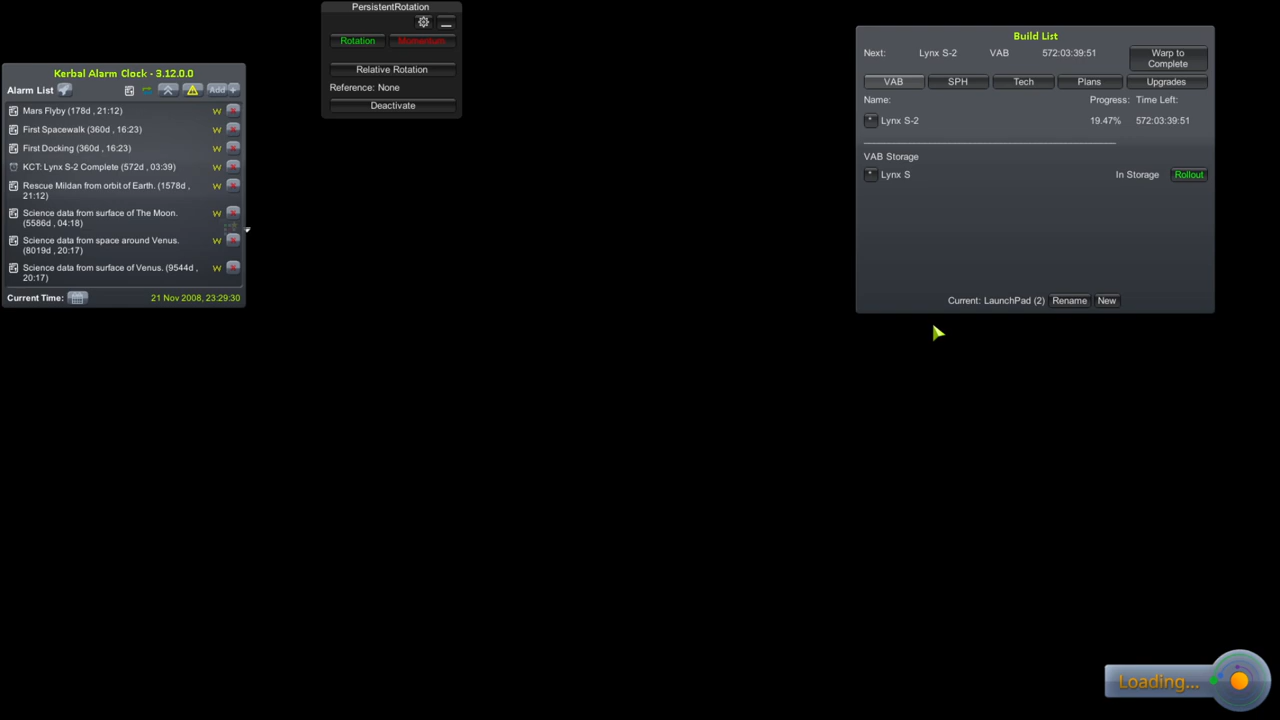 PersistentRotation
Rotation Momentum
Relative Rotation
Reference: None
Deactivate
Kerbal Alarm Clock - 3.12.0.0
Alarm List Add +
Mars Flyby (178d , 21:12) W
First Spacewalk (360d , 16:23) W
First Docking (360d , 16:23) W
KCT: Lynx S-2 Complete (572d , 03:39) W
Rescue Mildan from orbit of Earth. (1578d , W
21:12)
Science data from surface of The Moon. W
(5586d , 04:18)
Science data from space around Venus. W
(8019d , 20:17)
Science data from surface of Venus. (9544d , W
20:17)
Current Time: 21 Nov 2008, 23:29:30
Build List
Next: Lynx S-2 VAB 572:03:39:51 Warp to
Complete
VAB SPH Tech Plans Upgrades
Name: Progress: Time Left:
* Lynx S-2 19.47% 572:03:39:51
VAB Storage
* Lynx S In Storage Rollout
Current: LaunchPad (2) Rename New
Loading...